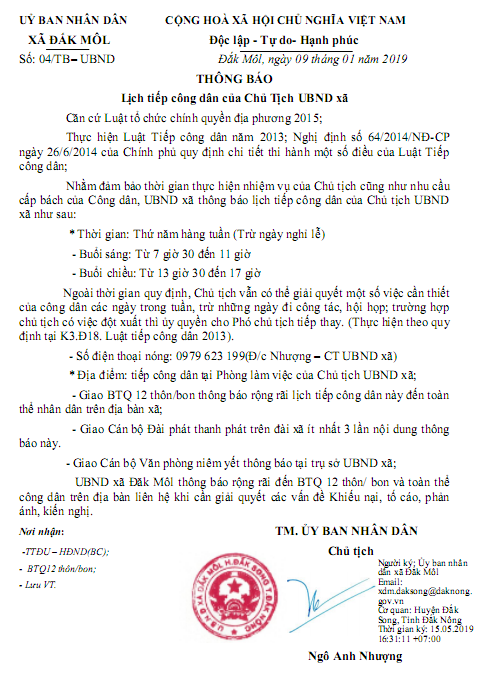 UỶ BAN NHÂN DÂN
XÃ ĐÁK MÔL
Số: 04/TB– UBND
CỘNG HOÀ XÃ HỘI CHỦ NGHĨA VIỆT NAM
Độc lập - Tự do- Hạnh phúc
Đắk Môl, ngày 09 tháng 01 năm 2019
THÔNG BÁO
Lịch tiếp công dân của Chủ Tịch UBND xã
Căn cứ Luật tổ chức chính quyền địa phương 2015;
Thực hiện Luật Tiếp công dân năm 2013; Nghị định số 64/2014/NĐ-CP
ngày 26/6/2014 của Chính phủ quy định chi tiết thi hành một số điều của Luật Tiếp
công dân;
Nhằm đảm bảo thời gian thực hiện nhiệm vụ của Chủ tịch cũng như nhu cầu
cấp bách của Công dân, UBND xã thông báo lịch tiếp công dân của Chủ tịch UBND
xã như sau:
* Thời gian: Thứ năm hàng tuần (Trừ ngày nghỉ lễ)
- Buổi sáng: Từ 7 giờ 30 đến 11 giờ
- Buổi chiều: Từ 13 giờ 30 đến 17 giờ
Ngoài thời gian quy định, Chủ tịch vẫn có thể giải quyết một số việc cần thiết
của công dân các ngày trong tuần, trừ những ngày đi công tác, hội họp; trường hợp
chủ tịch có việc đột xuất thì ủy quyền cho Phó chủ tịch tiếp thay. (Thực hiện theo quy
định tại K3.Đ18. Luật tiếp công dân 2013).
- Số điện thoại nóng: 0979 623 199(Đ/c Nhượng – CT UBND xã)
* Địa điểm: tiếp công dân tại Phòng làm việc của Chủ tịch UBND xã;
- Giao BTQ 12 thôn/bon thông báo rộng rãi lịch tiếp công dân này đến toàn
thể nhân dân trên địa bàn xã;
- Giao Cán bộ Đài phát thanh phát trên đài xã ít nhất 3 lần nội dung thông
báo này.
- Giao Cán bộ Văn phòng niêm yết thông báo tại trụ sở UBND xã;
UBND xã Đăk Môl thông báo rộng rãi đến BTQ 12 thôn/ bon và toàn thể
công dân trên địa bàn liên hệ khi cần giải quyết các vấn đề Khiếu nại, tố cáo, phản
ánh, kiến nghị.
Nơi nhận:
-TTĐU – HĐND(BC);
- BTQ12 thôn/bon;
- Lưu VT.
TM. ỦY BAN NHÂN DÂN
Chủ tịch
U.B.N.D XÃ ĐĂK MÔL H.ĐĂK SONG T.ĐĂK NÔNG
Người ký: Ủy ban nhân
dân xã Đắk Môl
Email:
xdm.daksong@daknong.
gov.vn
Cơ quan: Huyện Đắk
Song, Tỉnh Đắk Nông
Thời gian ký: 15.05.2019
16:31:11 +07:00
Ngô Anh Nhượng